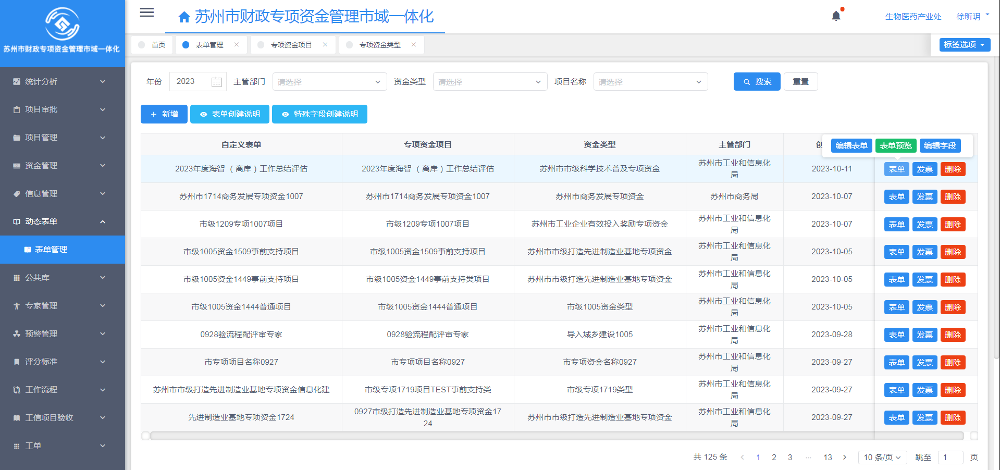 苏州市财政专项资金管理市域一体化
苏州市财政专项资金管理市域一体化
生物医药产业处
徐昕玥
首页
表单管理
专项资金项目
专项资金类型
标签选项
统计分析
项目审批
项目管理
资金管理
信息管理
动态表单
表单管理
公共库
专家管理
预警管理
评分标准
工作流程
工信项目验收
工单
年份 2023 主管部门 请选择 资金类型 请选择 项目名称 请选择 搜索 重置
新增 表单创建说明 特殊字段创建说明
自定义表单 专项资金项目 资金类型 主管部门 创
编辑表单 表单预览 编辑字段
2023年度海智 （离岸）工作总结评估 2023年度海智 （离岸）工作总结评估 苏州市市级科学技术普及专项资金 苏州市工业和信息化局 2023-10-11 表单 发票 删除
苏州市1714商务发展专项资金1007 苏州市1714商务发展专项资金1007 苏州市商务发展专项资金 苏州市商务局 2023-10-07 表单 发票 删除
市级1209专项1007项目 市级1209专项1007项目 苏州市工业企业有效投入奖励专项资金 苏州市工业和信息化局 2023-10-07 表单 发票 删除
市级1005资金1509事前支持项目 市级1005资金1509事前支持项目 苏州市市级打造先进制造业基地专项资金 苏州市工业和信息化局 2023-10-05 表单 发票 删除
市级1005资金1449事前支持项目 市级1005资金1449事前支持类项目 苏州市市级打造先进制造业基地专项资金 苏州市工业和信息化局 2023-10-05 表单 发票 删除
市级1005资金1444普通项目 市级1005资金1444普通项目 市级1005资金类型 苏州市工业和信息化局 2023-10-05 表单 发票 删除
0928验流程配评审专家 0928验流程配评审专家 导入城乡建设1005 苏州市工业和信息化局 2023-09-28 表单 发票 删除
市专项项目名称0927 市专项项目名称0927 市专项资金名称0927 苏州市工业和信息化局 2023-09-27 表单 发票 删除
苏州市市级打造先进制造业基地专项资金信息化建 市级专项1719项目TEST事前支持类 市级专项1719类型 苏州市工业和信息化局 2023-09-27 表单 发票 删除
先进制造业基地专项资金1724 0927市级打造先进制造业基地专项资金1724 苏州市市级打造先进制造业基地专项资金 苏州市工业和信息化局 2023-09-27 表单 发票 删除
共 125 条 1 2 3 ··· 13 10 条/页 跳至 1 页